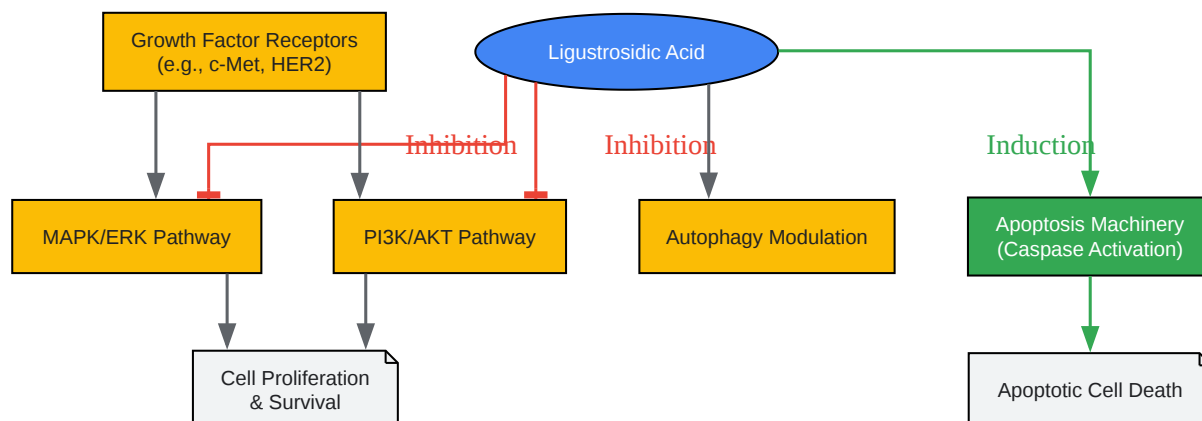 Growth Factor Receptors
(e.g., c-Met, HER2)
Ligustrosidic Acid
Inhibition
Inhibition
Induction
MAPK/ERK Pathway
PI3K/AKT Pathway
Autophagy Modulation
Apoptosis Machinery
(Caspase Activation)
Cell Proliferation
& Survival
Apoptotic Cell Death